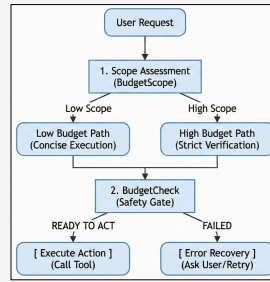 User Request
1. Scope Assessment
(BudgetScope)
Low Scope
High Scope
Low Budget Path
(Concise Execution)
High Budget Path
(Strict Verification)
2. BudgetCheck
(Safety Gate)
READY TO ACT
FAILED
[ Execute Action ]
(Call Tool)
[ Error Recovery ]
(Ask User/Retry)